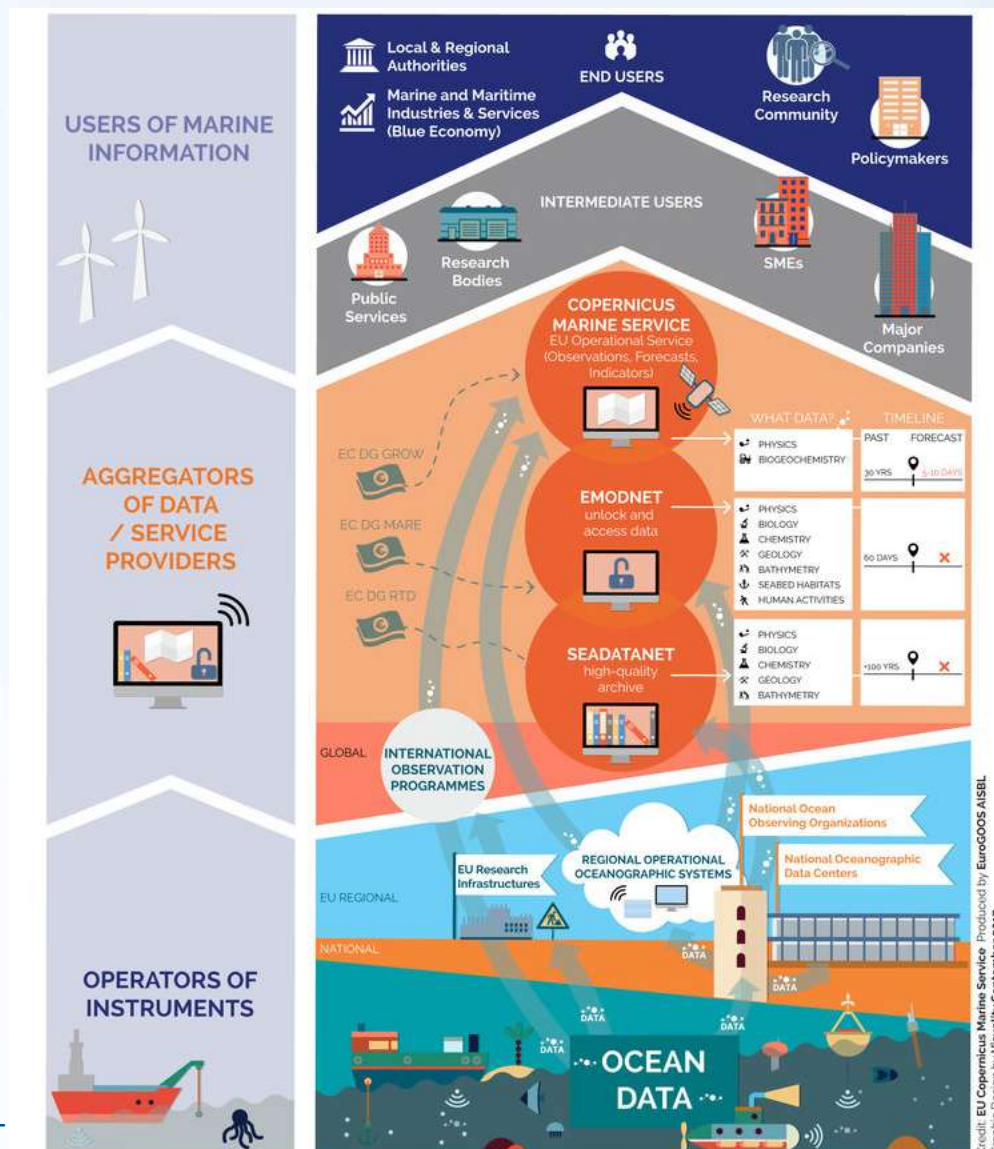 USERS OF MARINE
INFORMATION
AGGREGATORS
OF DATA
/ SERVICE
PROVIDERS
OPERATORS OF
INSTRUMENTS
Local & Regional
Authorities
Marine and Maritime
Industries & Services
(Blue Economy)
END USERS
Research
Community
Policymakers
INTERMEDIATE USERS
Public
Services
Research
Bodies
SMEs
Major
Companies
COPERNICUS
MARINE SERVICE
EU Operational Service
(Observations, Forecasts,
Indicators)
EC DG GROW
EC DG MARE
EC DG RTD
EMODNET
unlock and
access data
SEADATANET
high-quality
archive
WHAT DATA?
TIMELINE
PHYSICS
BIOGEOCHEMISTRY
PAST FORECAST
30 YRS 5-10 DAYS
PHYSICS
BIOLOGY
CHEMISTRY
GEOLOGY
BATHYMETRY
SEABED HABITATS
HUMAN ACTIVITIES
60 DAYS
PHYSICS
BIOLOGY
CHEMISTRY
GEOLOGY
BATHYMETRY
+100 YRS
GLOBAL
INTERNATIONAL
OBSERVATION
PROGRAMMES
EU REGIONAL
EU Research
Infrastructures
REGIONAL OPERATIONAL
OCEANOGRAPHIC SYSTEMS
National Ocean
Observing Organizations
National Oceanographic
Data Centers
NATIONAL
DATA
DATA
DATA
DATA
DATA
OCEAN
DATA
Credit: EU Copernicus Marine Service Produced by EuroGOOS AISBL